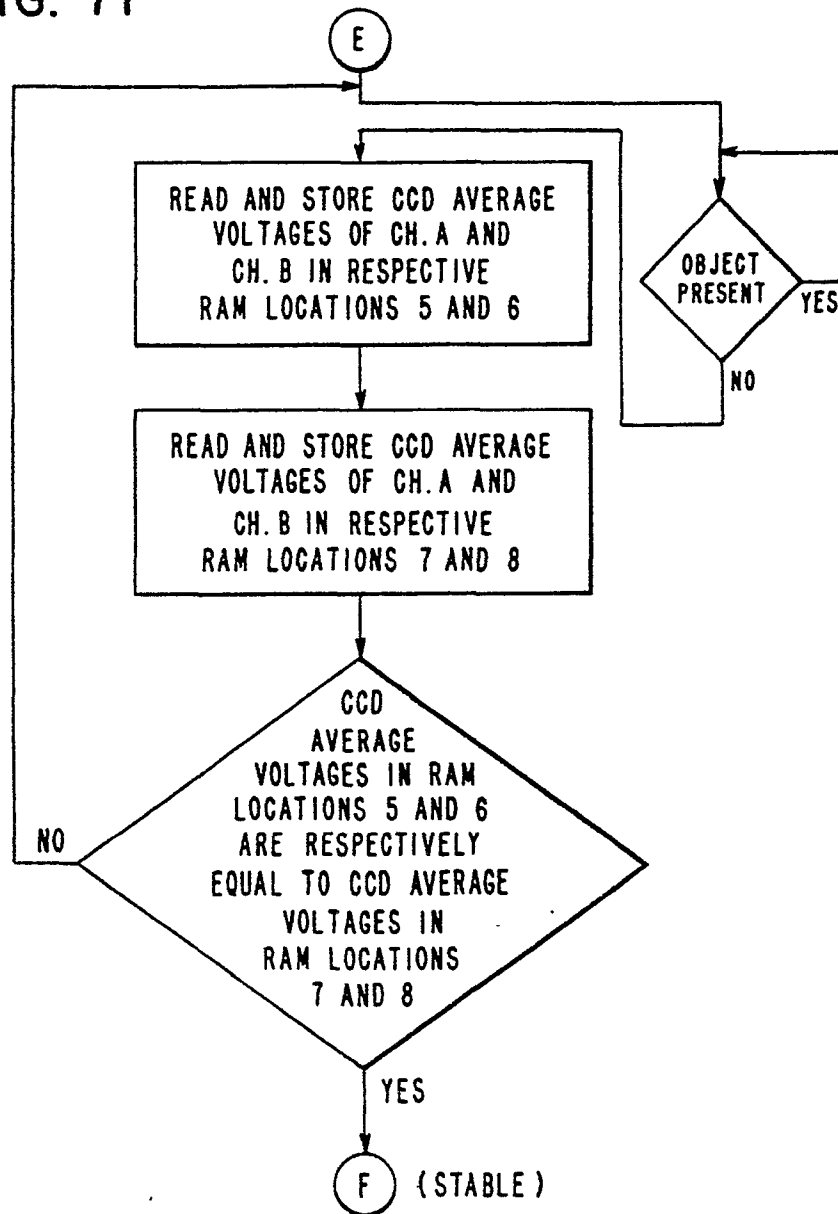 E
READ AND STORE CCD AVERAGE
VOLTAGES OF CH. A AND
CH. B IN RESPECTIVE
RAM LOCATIONS 5 AND 6
OBJECT
PRESENT
YES
NO
READ AND STORE CCD AVERAGE
VOLTAGES OF CH. A AND
CH. B IN RESPECTIVE
RAM LOCATIONS 7 AND 8
CCD
AVERAGE
VOLTAGES IN RAM
LOCATIONS 5 AND 6
ARE RESPECTIVELY
EQUAL TO CCD AVERAGE
VOLTAGES IN
RAM LOCATIONS
7 AND 8
NO
YES
F (STABLE)